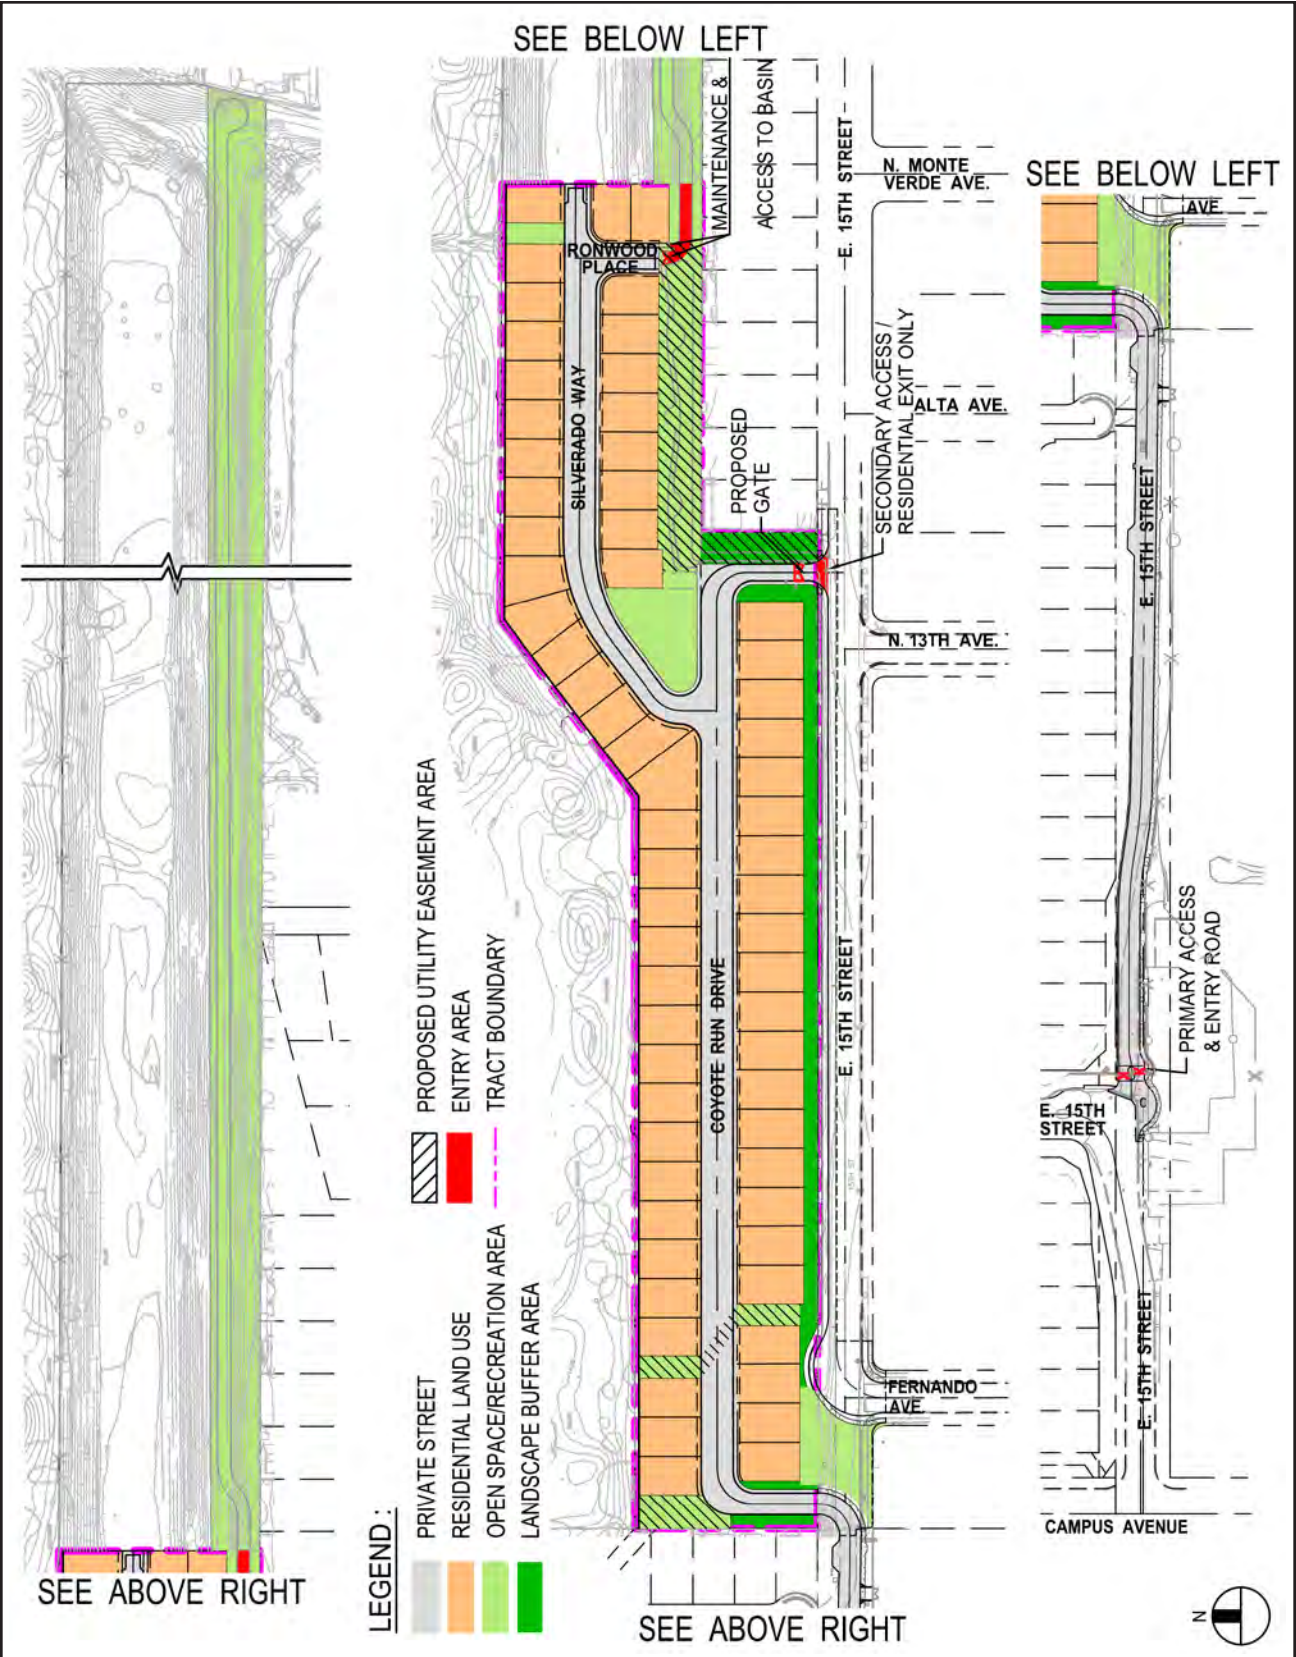 SEE BELOW LEFT
MAINTENANCE &
ACCESS TO BASIN
E. 15TH STREET
N. MONTE
VERDE AVE.
RONWOOD
PLACE
SILVERADO WAY
SECONDARY ACCESS /
RESIDENTIAL EXIT ONLY
ALTA AVE.
PROPOSED
GATE
N. 13TH AVE.
COYOTE RUN DRIVE
E. 15TH STREET
15TH ST
FERNANDO
AVE.
SEE ABOVE RIGHT
SEE BELOW LEFT
AVE.
E. 15TH STREET
PRIMARY ACCESS
& ENTRY ROAD
E. 15TH
STREET
E. 15TH STREET
CAMPUS AVENUE
SEE ABOVE RIGHT
LEGEND :
PRIVATE STREET
RESIDENTIAL LAND USE
OPEN SPACE/RECREATION AREA
LANDSCAPE BUFFER AREA
PROPOSED UTILITY EASEMENT AREA
ENTRY AREA
TRACT BOUNDARY
N